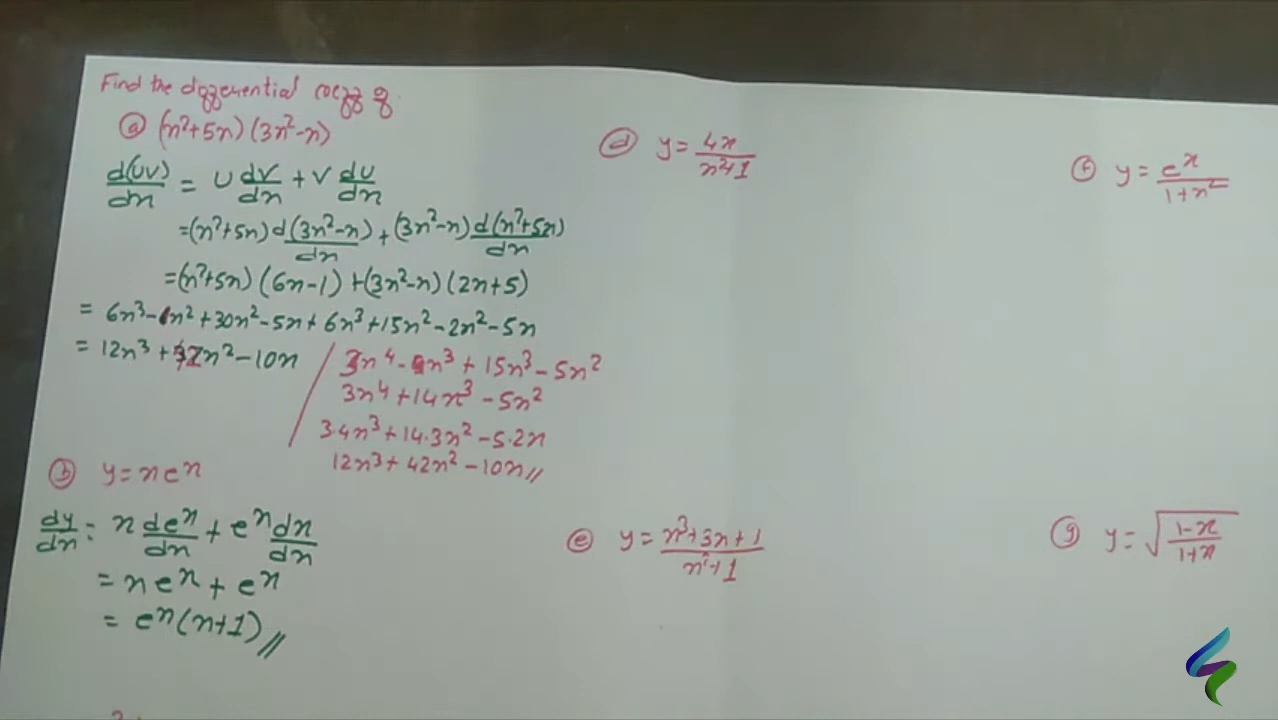 Find the differential coeff of.
ⓐ (x²+5x)(3x²-x)
d(UV)/dx = U dV/dx + V dU/dx
=(x²+5x) d(3x²-x)/dx + (3x²-x) d(x²+5x)/dx
=(x²+5x)(6x-1)+(3x²-x)(2x+5)
= 6x³-x²+30x²-5x+6x³+15x²-2x²-5x
= 12x³+42x²-10x
3x⁴-x³+15x³-5x²
3x⁴+14x³-5x²
3.4x³+14.3x²-5.2x
12x³+42x²-10x//
ⓑ y=xeˣ
dy/dx = x deˣ/dx + eˣ dx/dx
= xeˣ+eˣ
= eˣ(x+1)//
ⓓ y= 4x/x²+1
ⓔ y= x³+3x+1/x²+1
ⓕ y= eˣ/1+x²
ⓖ y= √1-x/1+x